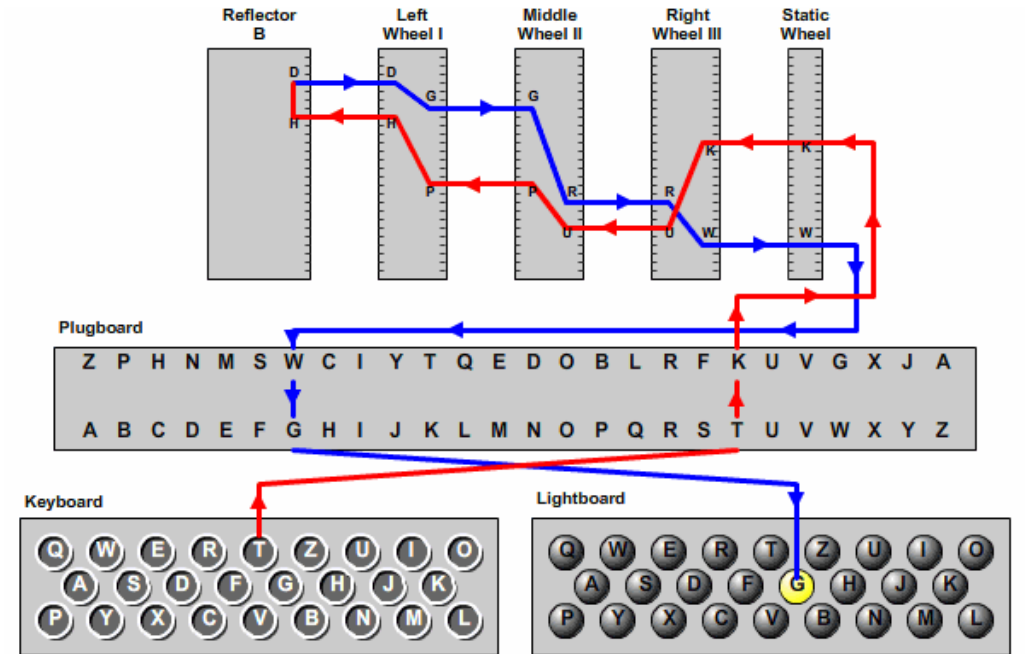 Reflector B
Left Wheel I
Middle Wheel II
Right Wheel III
Static Wheel
D D
G G
H H K K
P P R R
U U W W
Plugboard
Z P H N M S W C I Y T Q E D O B L R F K U V G X J A
A B C D E F G H I J K L M N O P Q R S T U V W X Y Z
Keyboard
Q W E R T Z U I O
A S D F G H J K
P Y X C V B N M L
Lightboard
Q W E R T Z U I O
A S D F G H J K
P Y X C V B N M L